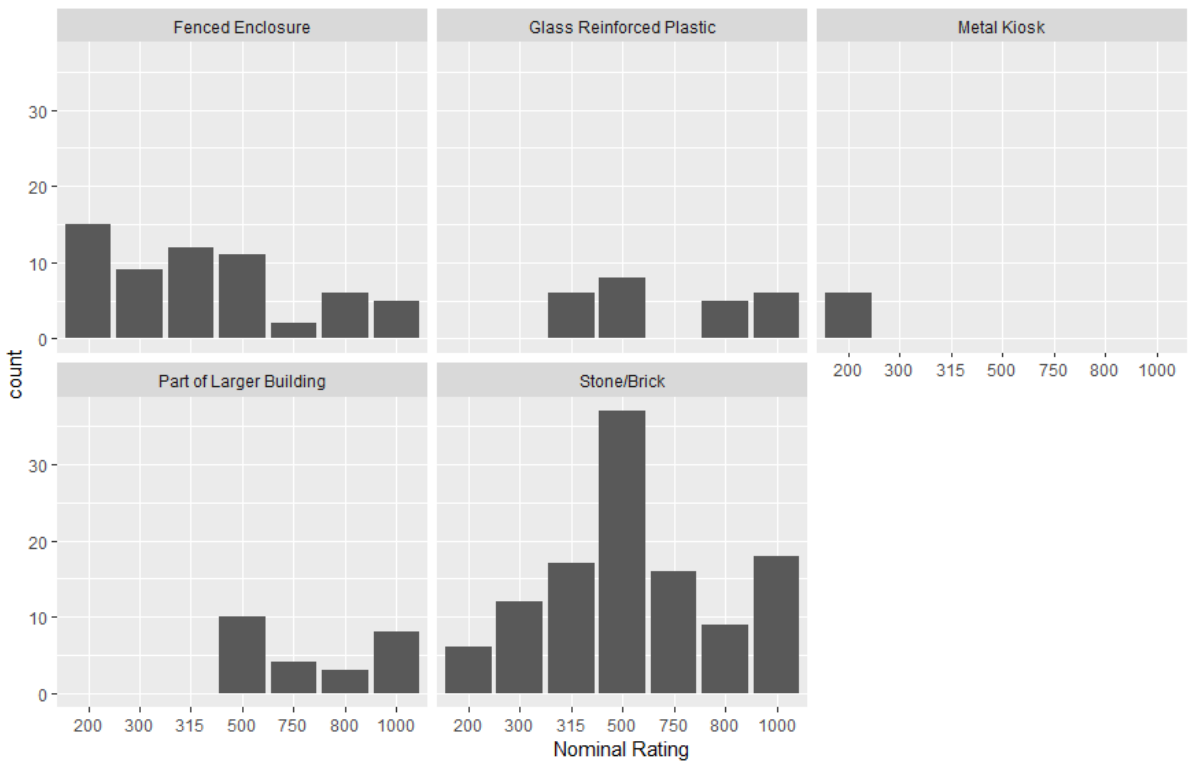 Fenced Enclosure Glass Reinforced Plastic Metal Kiosk
30
20
10
0
200 300 315 500 750 800 1000
count
Part of Larger Building Stone/Brick
30
20
10
0
200 300 315 500 750 800 1000 200 300 315 500 750 800 1000
Nominal Rating